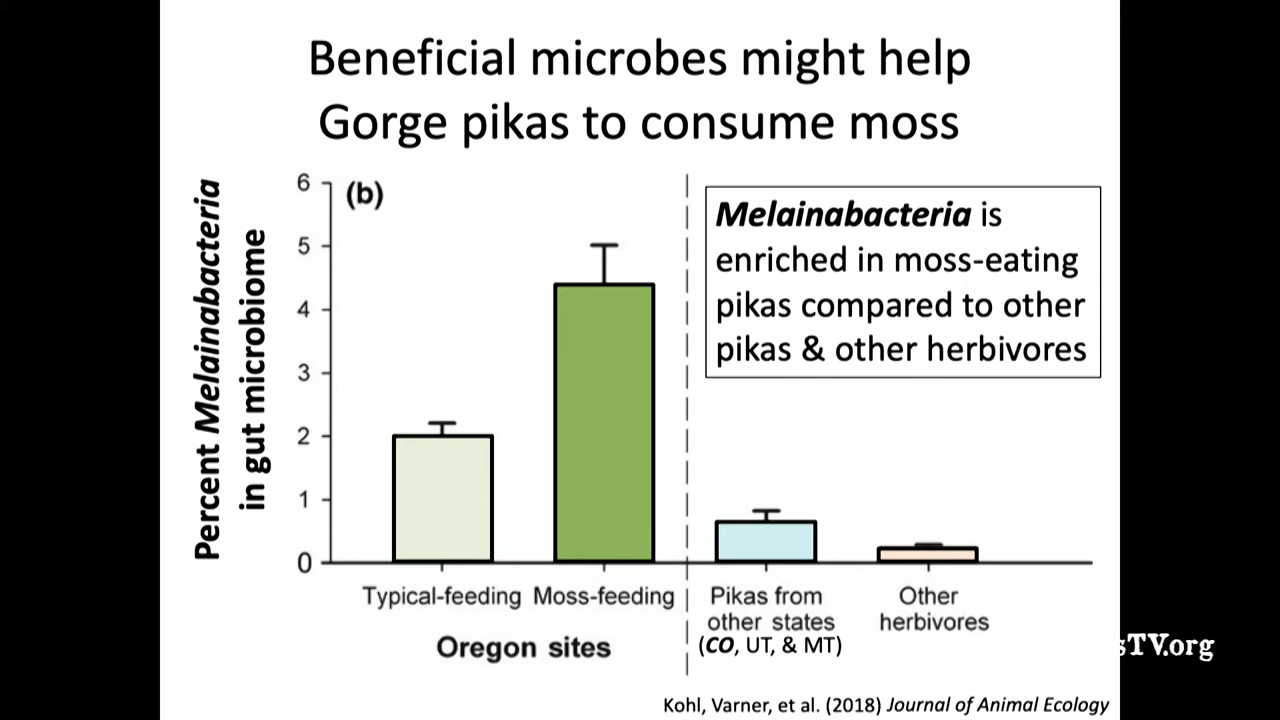 Beneficial microbes might help
Gorge pikas to consume moss
Percent Melainabacteria
in gut microbiome
6
5
4
3
2
1
0
(b)
Melainabacteria is
enriched in moss-eating
pikas compared to other
pikas & other herbivores
Typical-feeding Moss-feeding
Pikas from
other states
(CO, UT, & MT)
Other
herbivores
Oregon sites
sTV.org
Kohl, Varner, et al. (2018) Journal of Animal Ecology